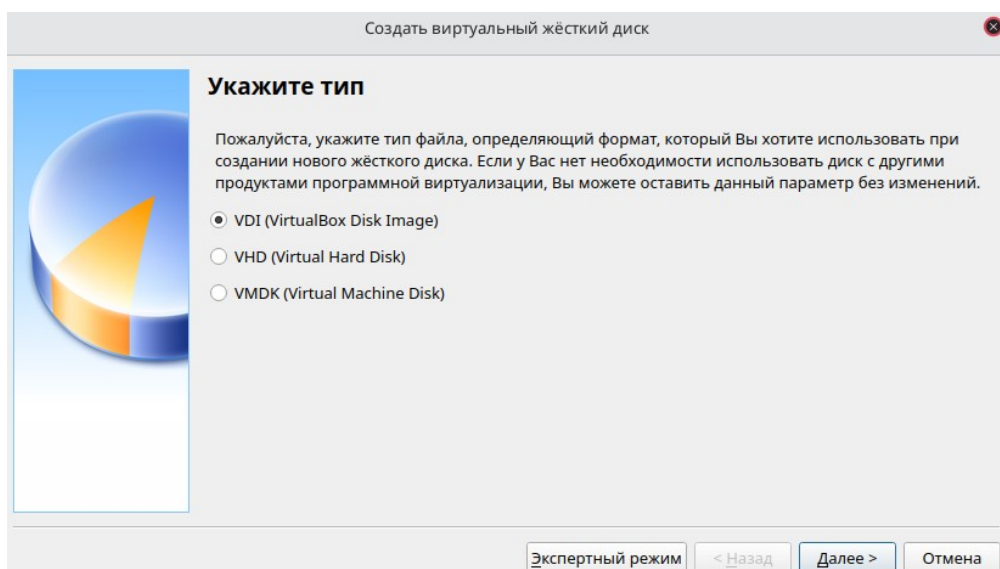 Создать виртуальный жёсткий диск
Укажите тип
Пожалуйста, укажите тип файла, определяющий формат, который Вы хотите использовать при
создании нового жёсткого диска. Если у Вас нет необходимости использовать диск с другими
продуктами программной виртуализации, Вы можете оставить данный параметр без изменений.
VDI (VirtualBox Disk Image)
VHD (Virtual Hard Disk)
VMDK (Virtual Machine Disk)
Экспертный режим < Назад Далее > Отмена